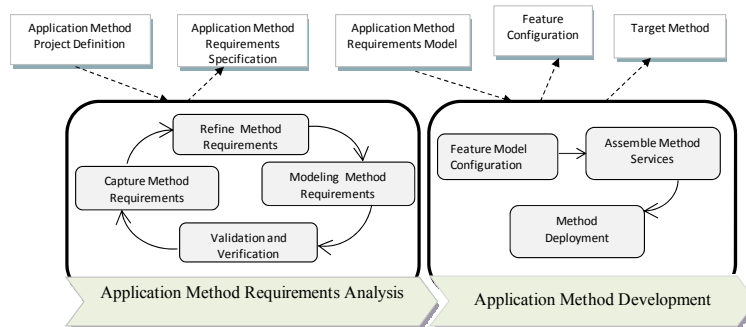 Application Method
Project Definition
Application Method
Requirements
Specification
Application Method
Requirements Model
Feature
Configuration
Target Method
Refine Method
Requirements
Capture Method
Requirements
Modeling Method
Requirements
Validation and
Verification
Feature Model
Configuration
Assemble Method
Services
Method
Deployment
Application Method Requirements Analysis
Application Method Development